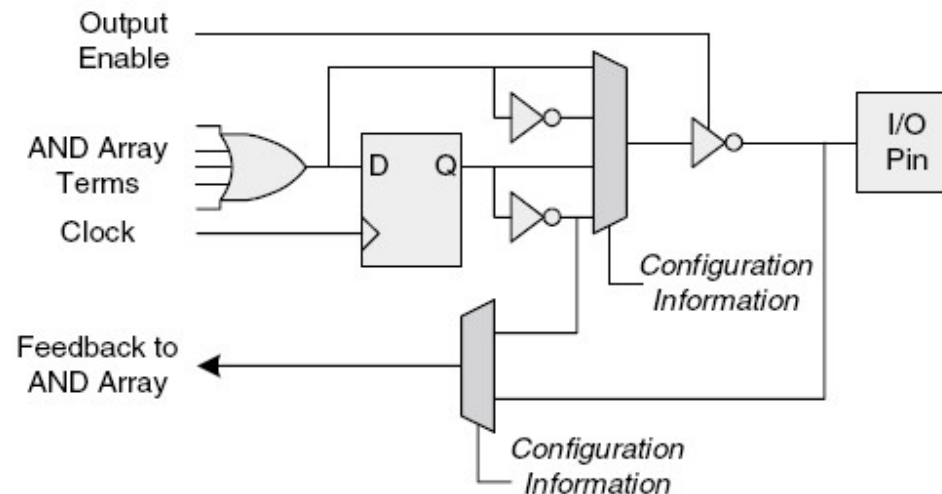 Output
Enable
AND Array
Terms
Clock
D Q
I/O
Pin
Configuration
Information
Feedback to
AND Array
Configuration
Information